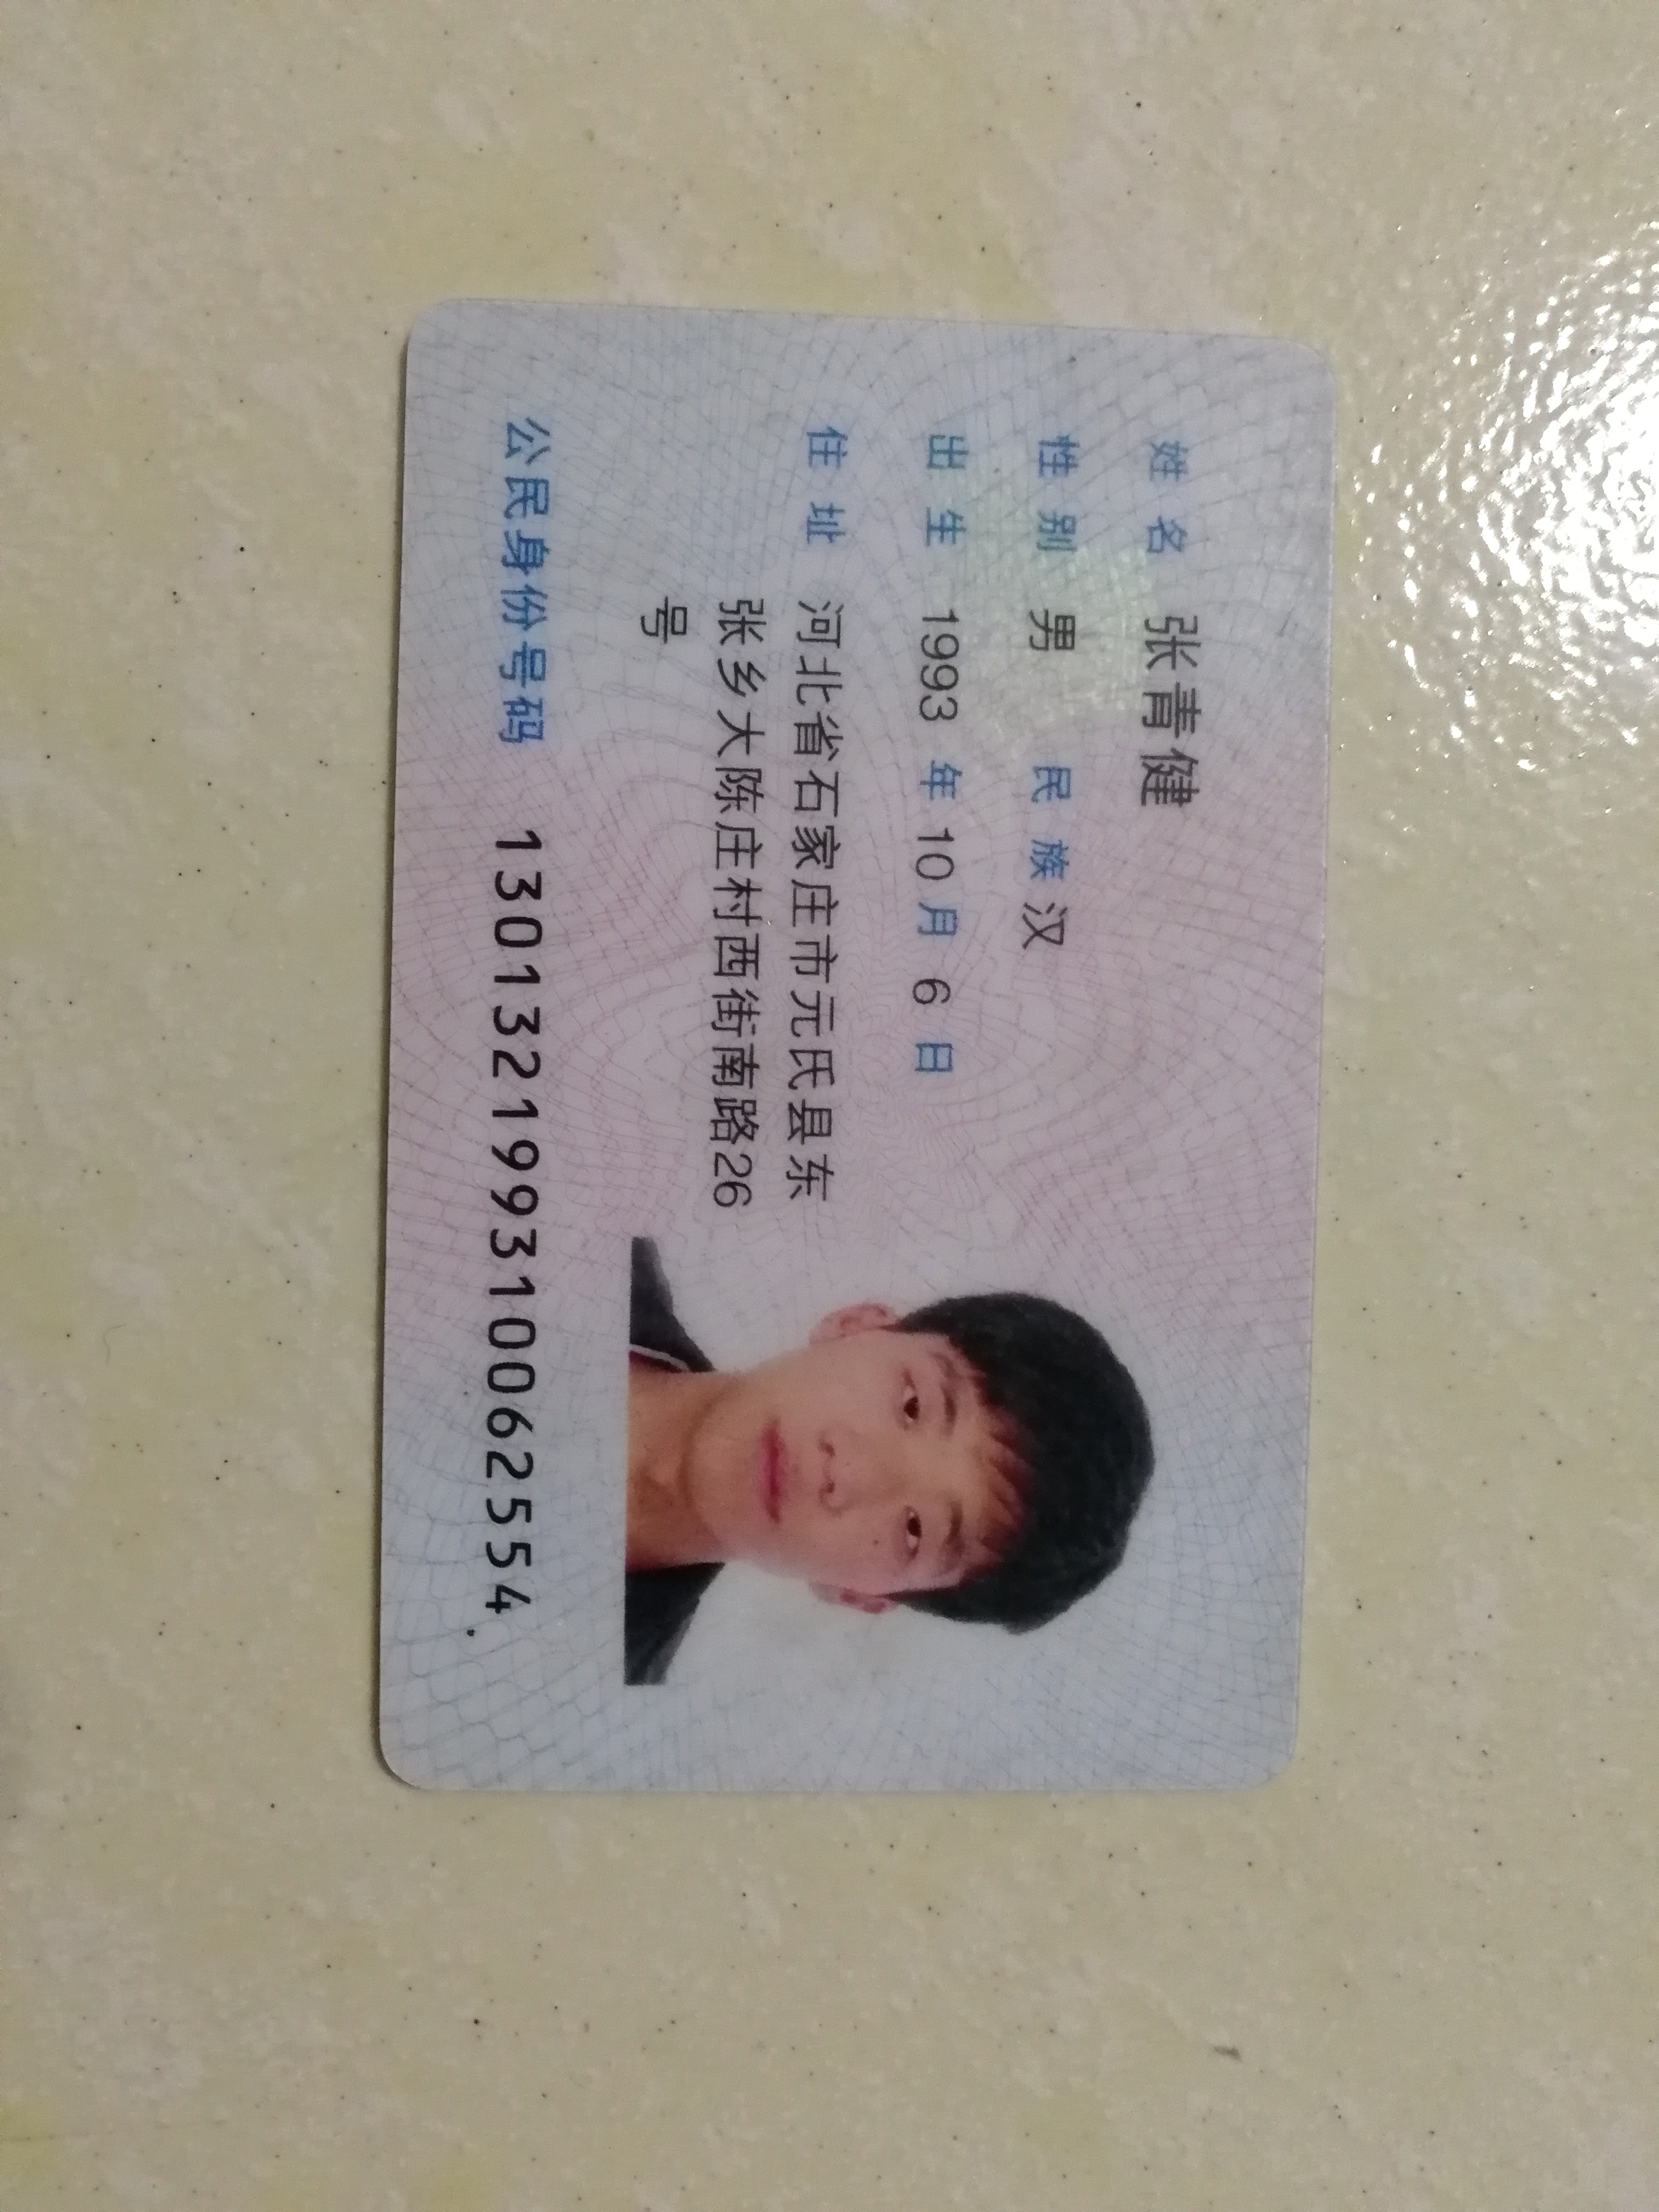 姓名 张青健
性别 男 民族 汉
出生 1993 年 10 月 6 日
住址 河北省石家庄市元氏县东
张乡大陈庄村西街南路26
号
公民身份号码 130132199310062554